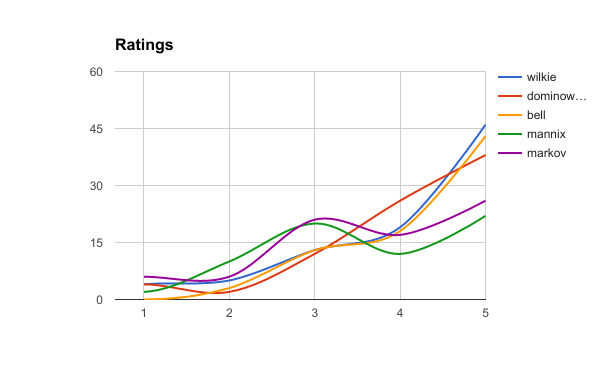 Ratings
60
45
30
15
0
1 2 3 4 5
wilkie
dominow…
bell
mannix
markov